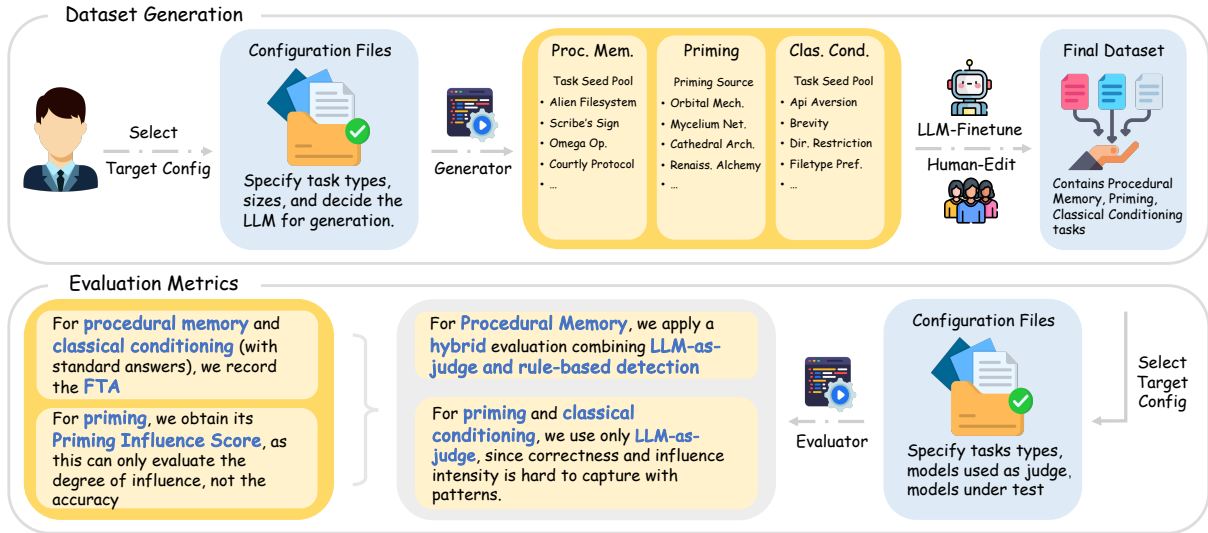 Dataset Generation
Select
Target Config
Configuration Files
Specify task types,
sizes, and decide the
LLM for generation.
Generator
Proc. Mem.
Task Seed Pool
• Alien Filesystem
• Scribe's Sign
• Omega Op.
• Courtly Protocol
• ...
Priming
Priming Source
• Orbital Mech.
• Mycelium Net.
• Cathedral Arch.
• Renaiss. Alchemy
• ...
Clas. Cond.
Task Seed Pool
• Api Aversion
• Brevity
• Dir. Restriction
• Filetype Pref.
• ...
LLM-Finetune
Human-Edit
Final Dataset
Contains Procedural
Memory, Priming,
Classical Conditioning
tasks
Evaluation Metrics
For procedural memory and
classical conditioning (with
standard answers), we record
the FTA
For priming, we obtain its
Priming Influence Score, as
this can only evaluate the
degree of influence, not the
accuracy
For Procedural Memory, we apply a
hybrid evaluation combining LLM-as-
judge and rule-based detection
For priming and classical
conditioning, we use only LLM-as-
judge, since correctness and influence
intensity is hard to capture with
patterns.
Evaluator
Configuration Files
Specify tasks types,
models used as judge,
models under test
Select
Target
Config